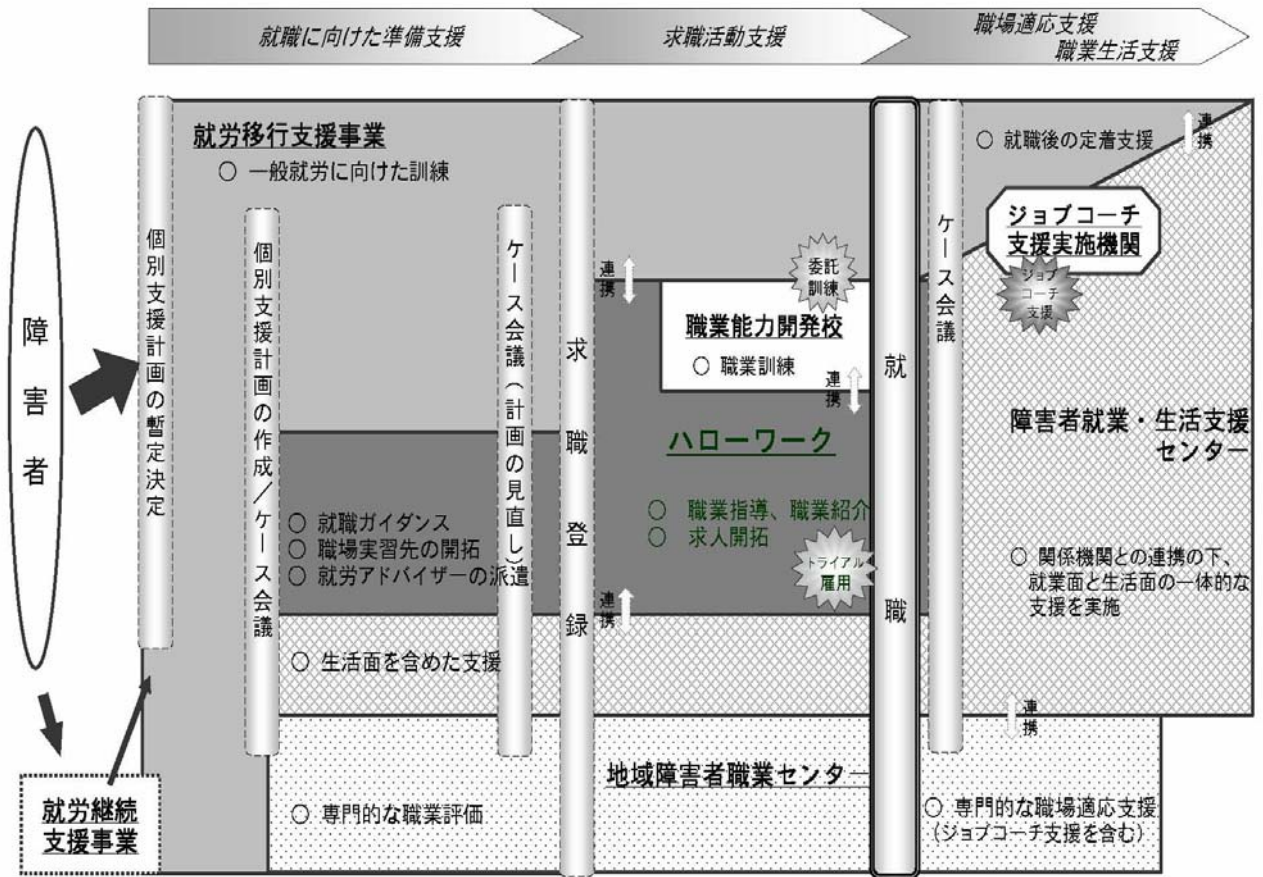 就職に向けた準備支援
求職活動支援
職場適応支援
職業生活支援
障害者
個別支援計画の暫定決定
就労移行支援事業
○ 一般就労に向けた訓練
個別支援計画の作成/ケース会議
ケース会議(計画の見直し)
○ 就職ガイダンス
○ 職場実習先の開拓
○ 就労アドバイザーの派遣
○ 生活面を含めた支援
○ 専門的な職業評価
就労継続
支援事業
求職登録
連携
連携
委託
訓練
職業能力開発校
○ 職業訓練
連携
ハローワーク
○ 職業指導、職業紹介
○ 求人開拓
トライアル
雇用
地域障害者職業センター
就職
ケース会議
○ 就職後の定着支援
連携
ジョブコーチ
支援実施機関
ジョブ
コーチ
支援
障害者就業・生活支援
センター
○ 関係機関との連携の下、
就業面と生活面の一体的な
支援を実施
連携
○ 専門的な職場適応支援
(ジョブコーチ支援を含む)